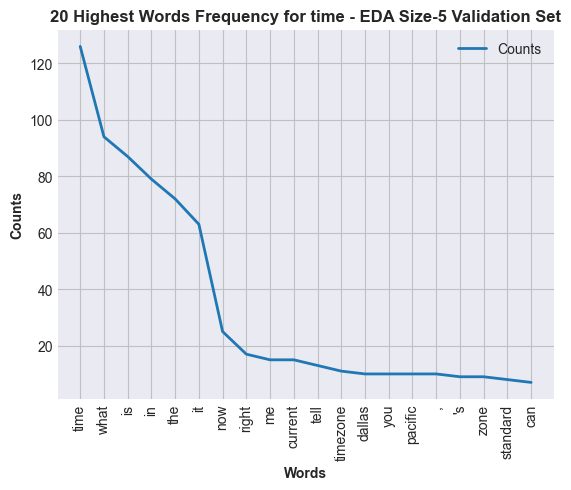 20 Highest Words Frequency for time - EDA Size-5 Validation Set
Counts
120
100
80
60
40
20
Counts
time
what
is
in
the
it
now
right
me
current
tell
timezone
dallas
you
pacific
,
's
zone
standard
can
Words